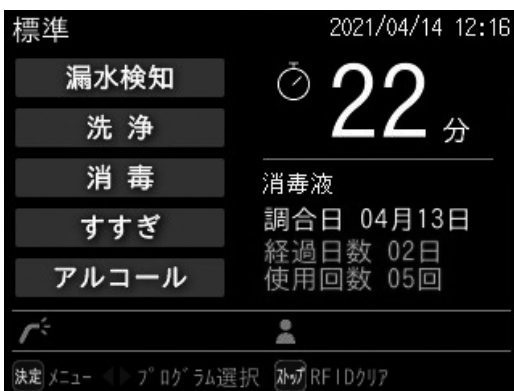 標準
2021/04/14 12:16
漏水検知
洗 浄
消 毒
すすぎ
アルコール
22分
消毒液
調合日 04月13日
経過日数 02日
使用回数 05回
決定 メニュー ◀▶ プログラム選択 ストップ RFIDクリア